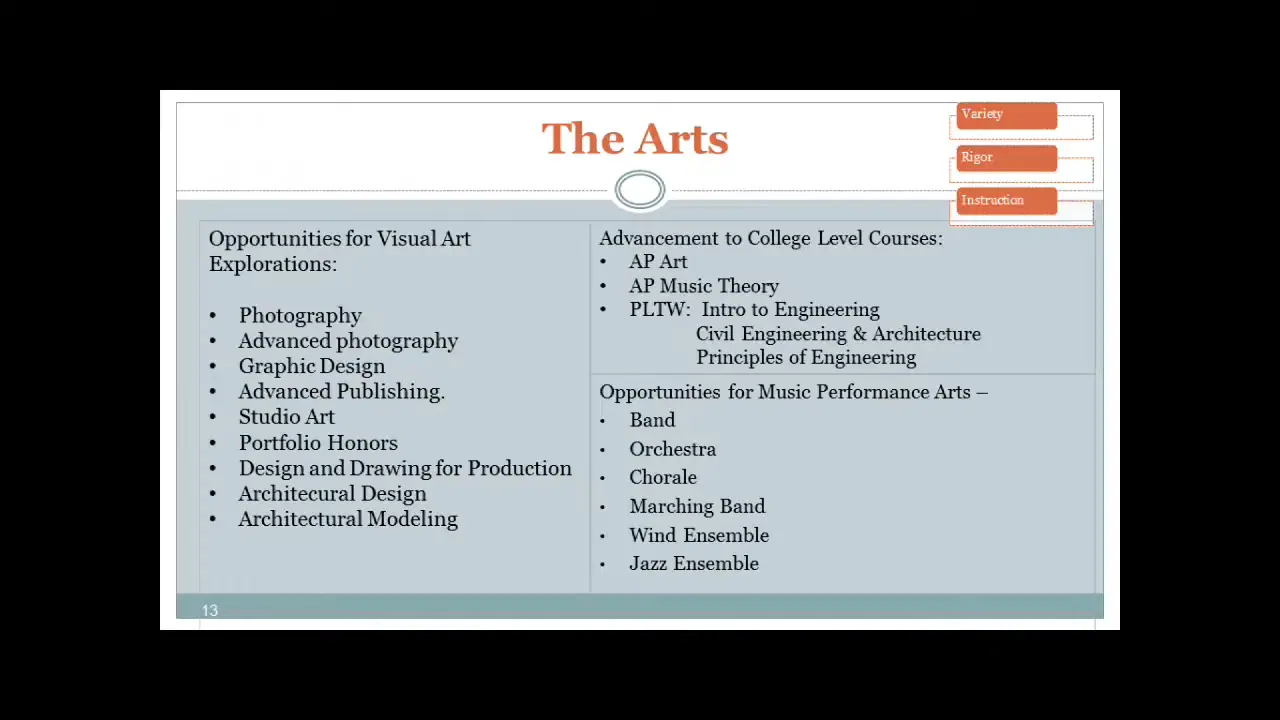 The Arts
Variety
Rigor
Instruction
Opportunities for Visual Art
Explorations:
• Photography
• Advanced photography
• Graphic Design
• Advanced Publishing.
• Studio Art
• Portfolio Honors
• Design and Drawing for Production
• Architecural Design
• Architectural Modeling
Advancement to College Level Courses:
• AP Art
• AP Music Theory
• PLTW: Intro to Engineering
Civil Engineering & Architecture
Principles of Engineering
Opportunities for Music Performance Arts –
• Band
• Orchestra
• Chorale
• Marching Band
• Wind Ensemble
• Jazz Ensemble
13